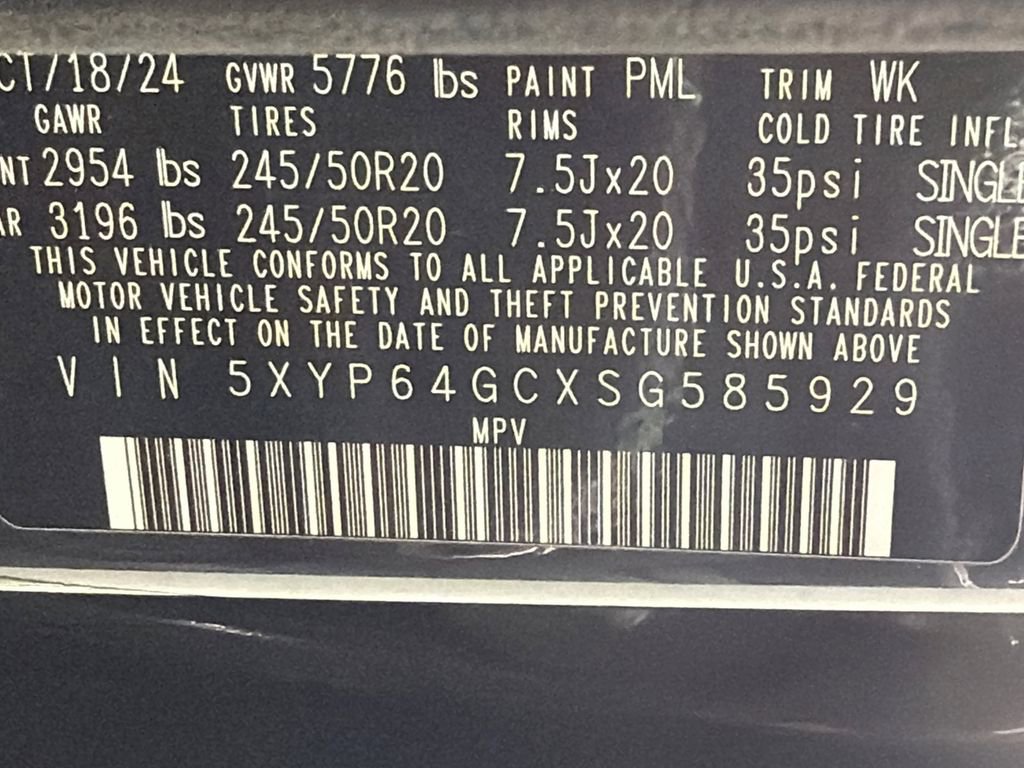 CT/18/24 GVWR 5776 lbs PAINT PML TRIM WK
GAWR TIRES RIMS COLD TIRE INFL.
NT 2954 lbs 245/50R20 7.5Jx20 35psi SINGLE
AR 3196 lbs 245/50R20 7.5Jx20 35psi SINGLE
THIS VEHICLE CONFORMS TO ALL APPLICABLE U.S.A. FEDERAL
MOTOR VEHICLE SAFETY AND THEFT PREVENTION STANDARDS
IN EFFECT ON THE DATE OF MANUFACTURE SHOWN ABOVE
VIN 5XYP64GCXSG585929
MPV